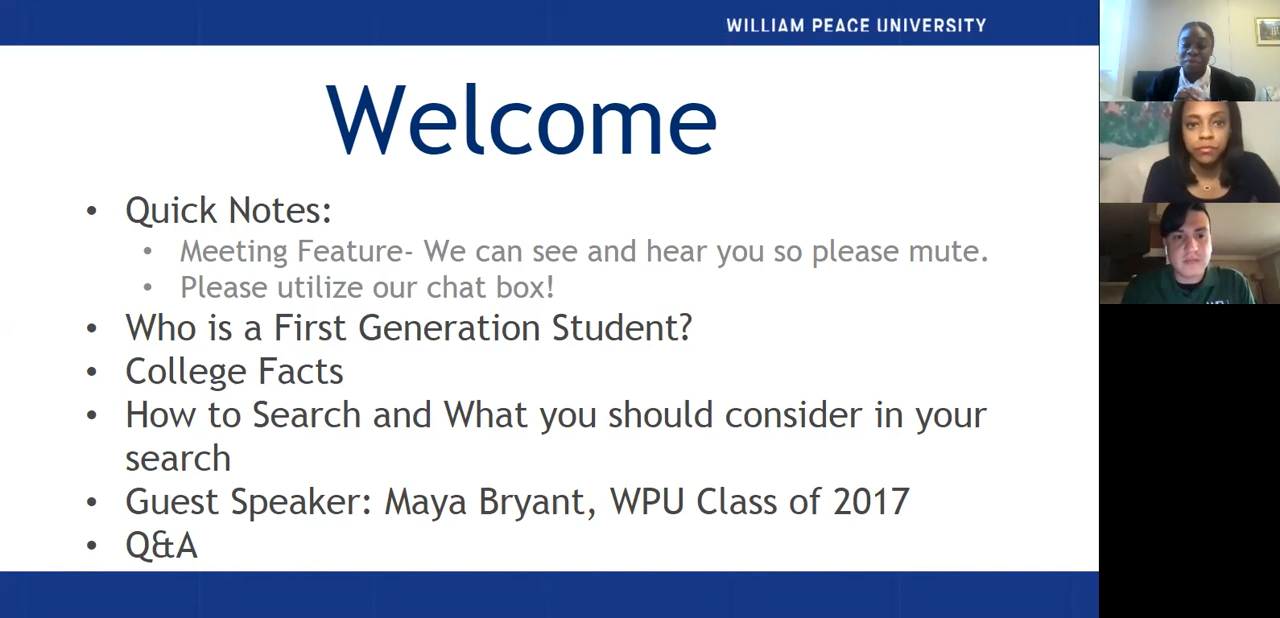 WILLIAM PEACE UNIVERSITY
Welcome
• Quick Notes:
• Meeting Feature- We can see and hear you so please mute.
• Please utilize our chat box!
• Who is a First Generation Student?
• College Facts
• How to Search and What you should consider in your
search
• Guest Speaker: Maya Bryant, WPU Class of 2017
• Q&A